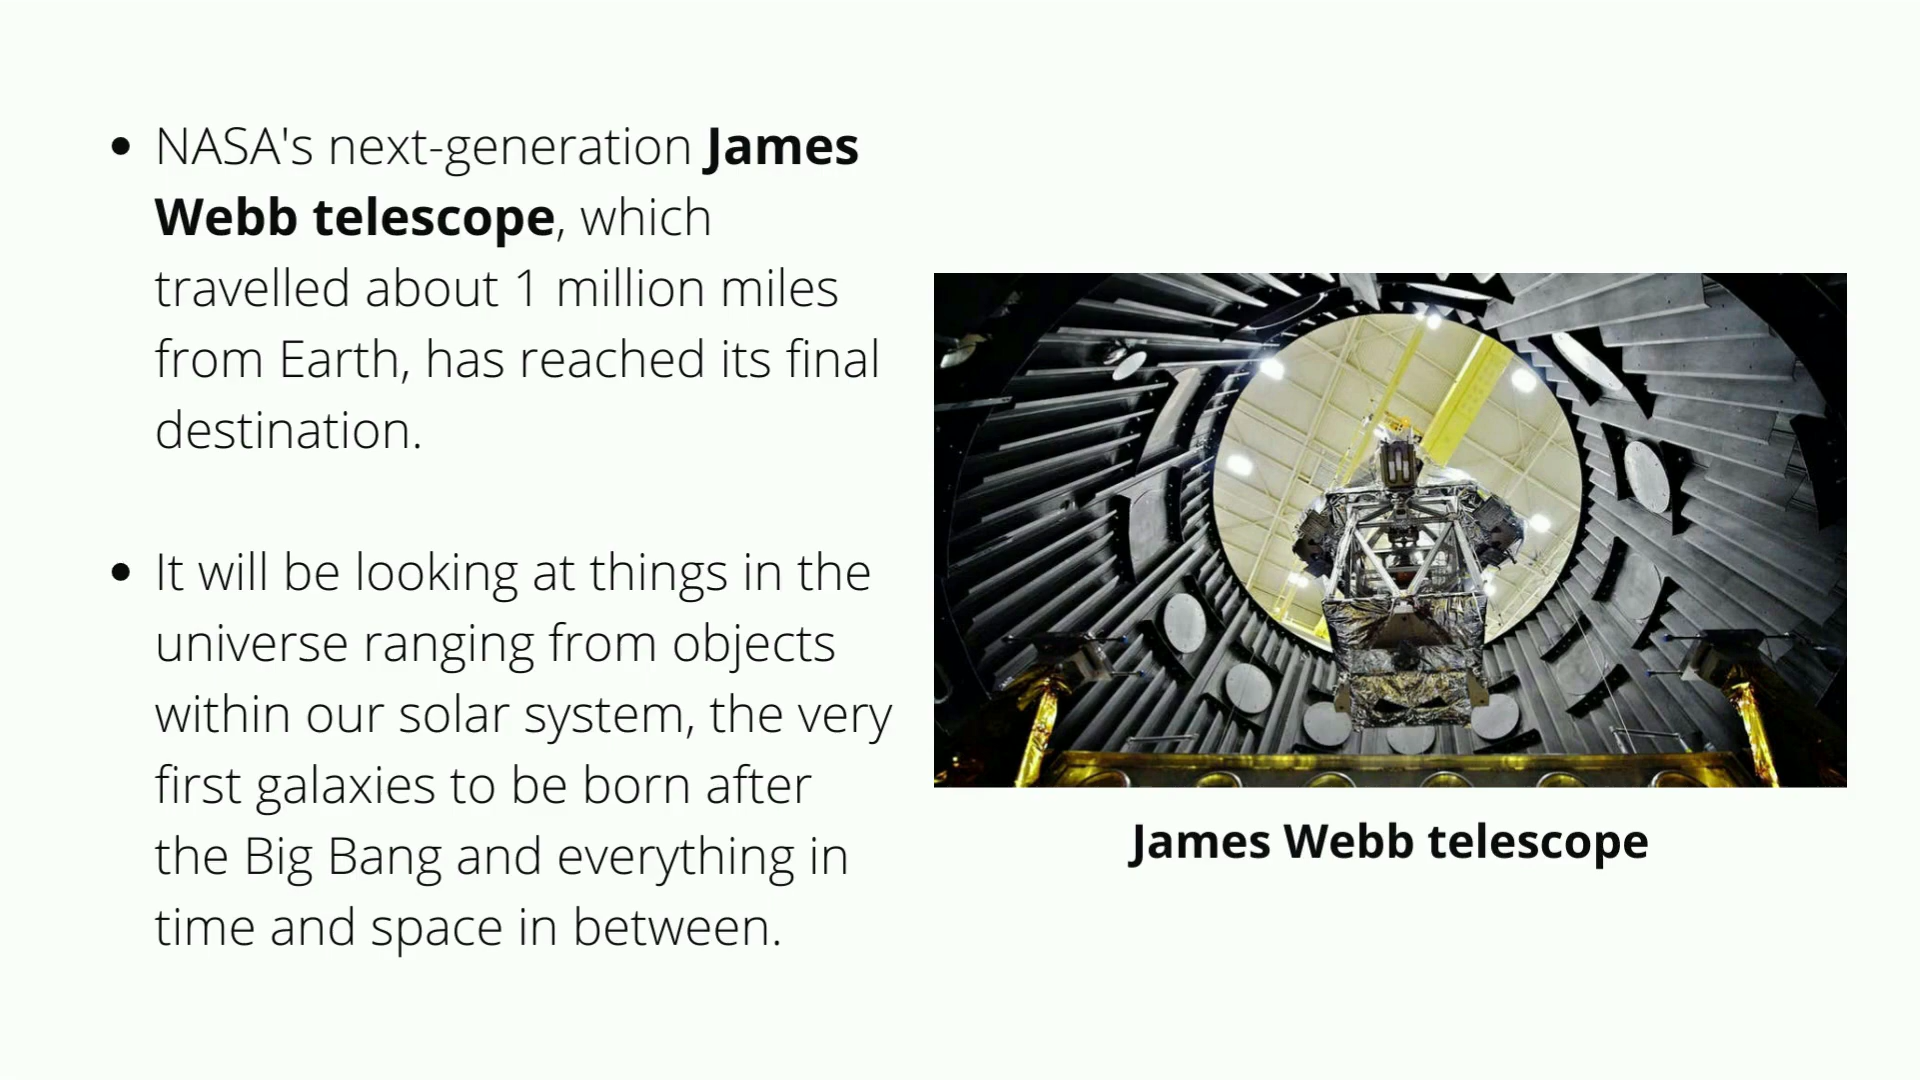 • NASA's next-generation James
Webb telescope, which
travelled about 1 million miles
from Earth, has reached its final
destination.
• It will be looking at things in the
universe ranging from objects
within our solar system, the very
first galaxies to be born after
the Big Bang and everything in
time and space in between.
James Webb telescope